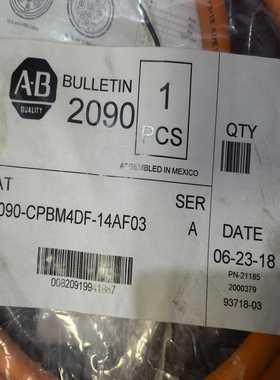 A-B
QUALITY
BULLETIN
2090
1
PCS
QTY
ASSEMBLED IN MEXICO
AT
SER
090-CPBM4DF-14AF03
A
DATE
06-23-18
PN-21185
2000379
93718-03